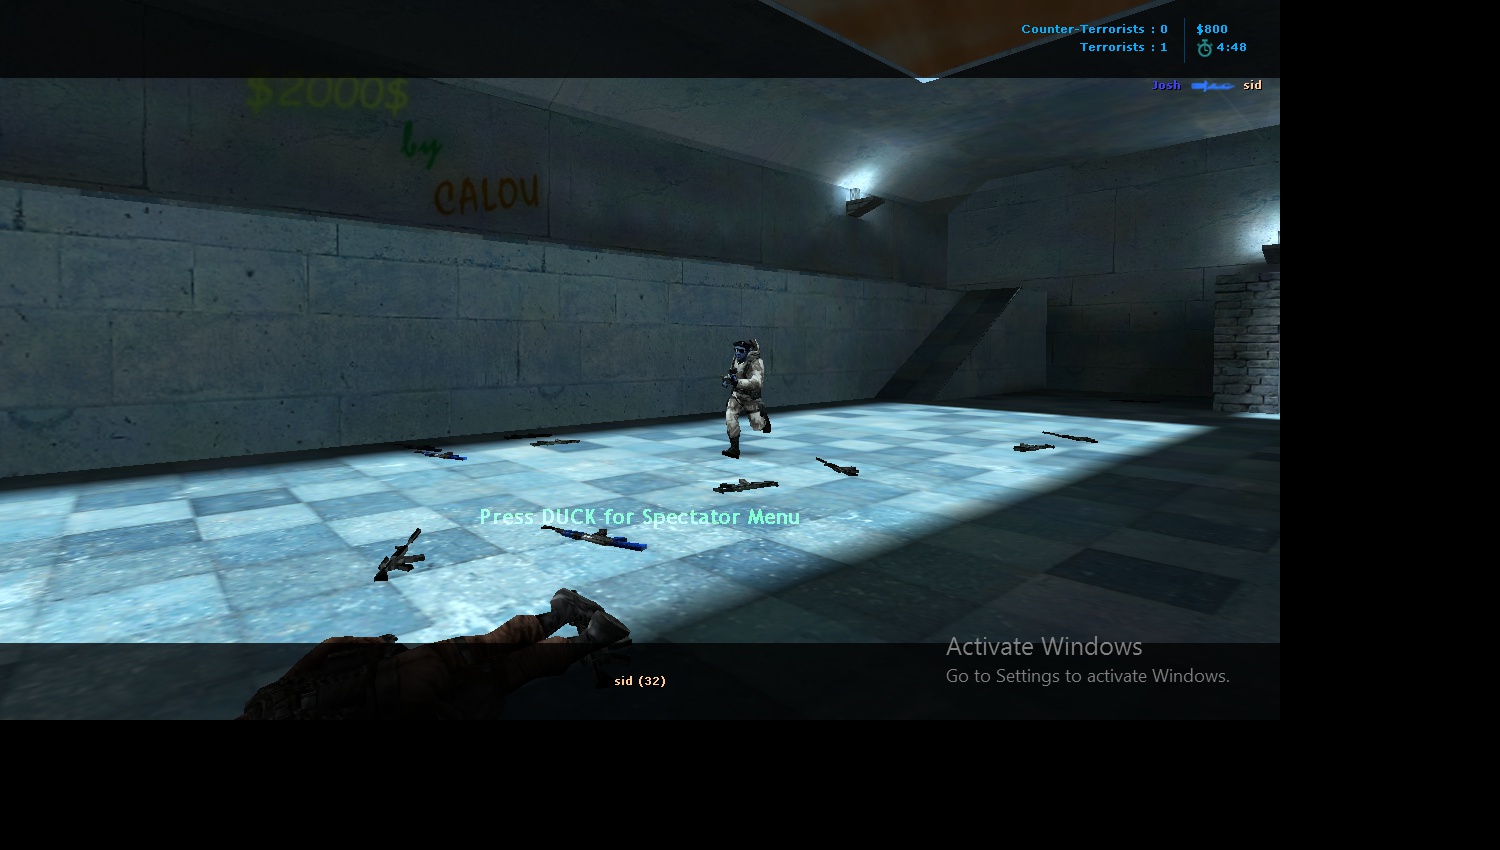 Counter-Terrorists : 0
$800
Terrorists : 1
4:48
Josh sid
$2000$
by
CALOU
Press DUCK for Spectator Menu
Activate Windows
Go to Settings to activate Windows.
sid (32)